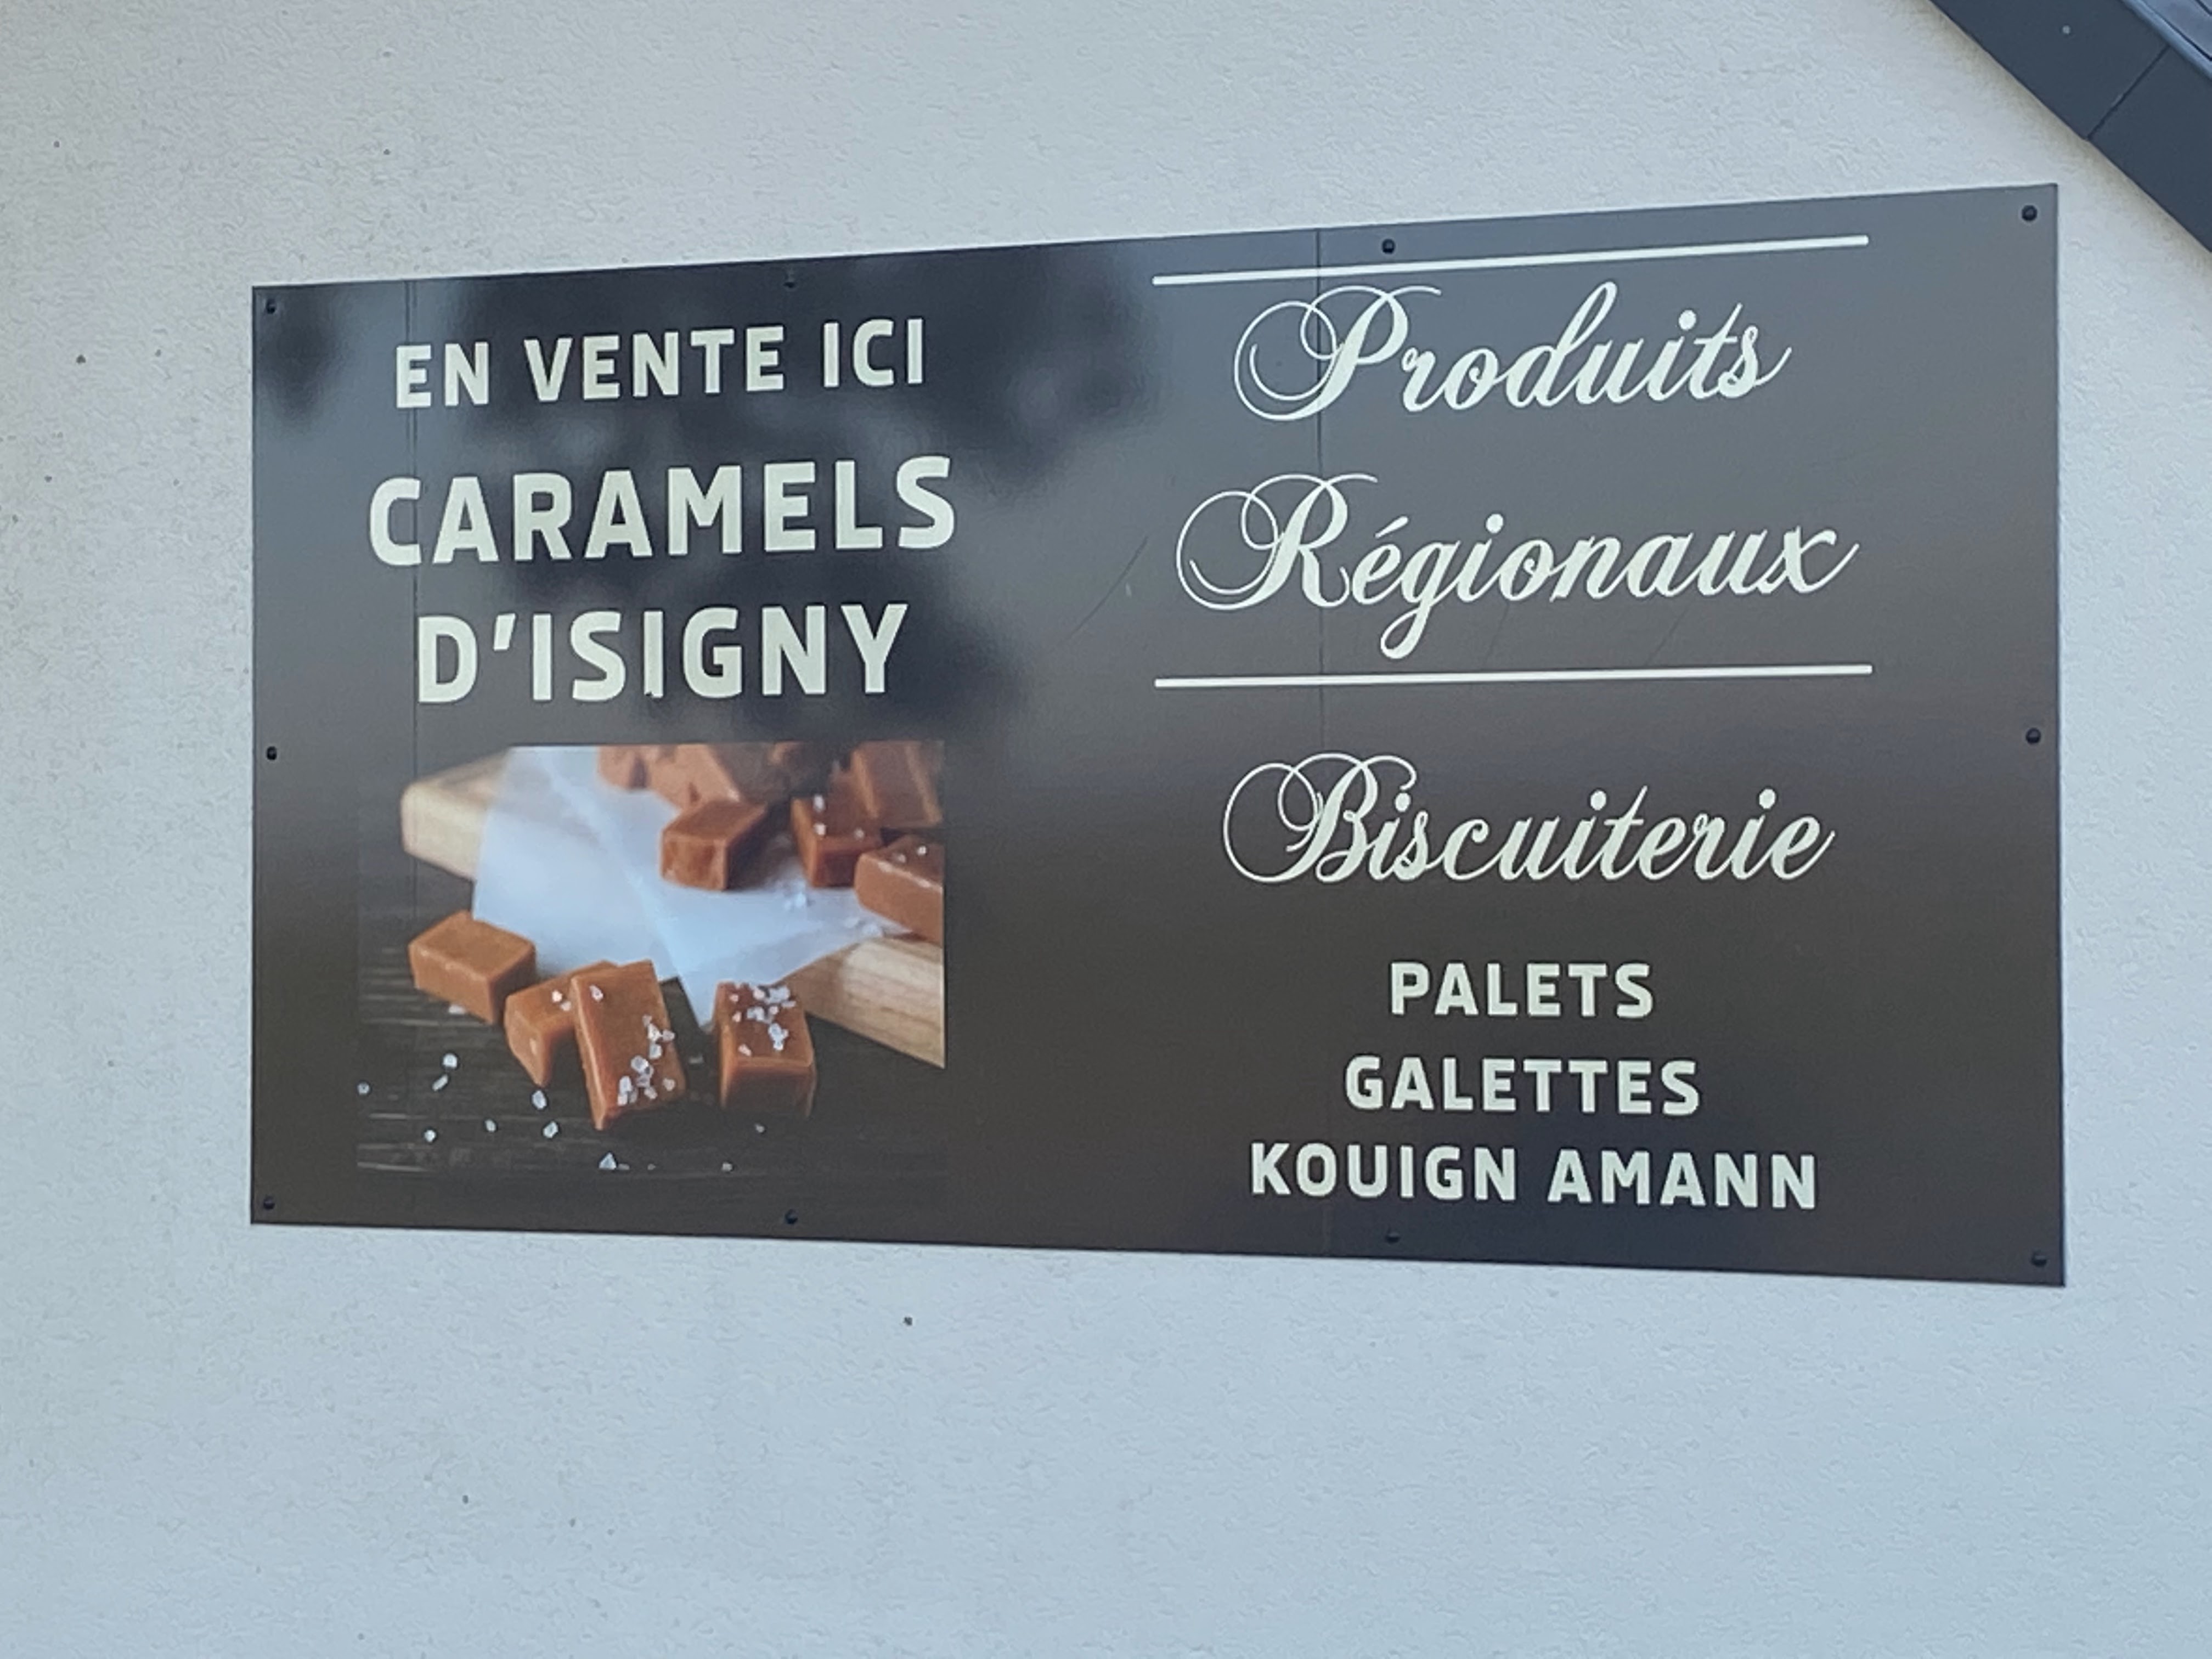 EN VENTE ICI
CARAMELS
D'ISIGNY
Produits
Régionaux
Biscuiterie
PALETS
GALETTES
KOUIGN AMANN